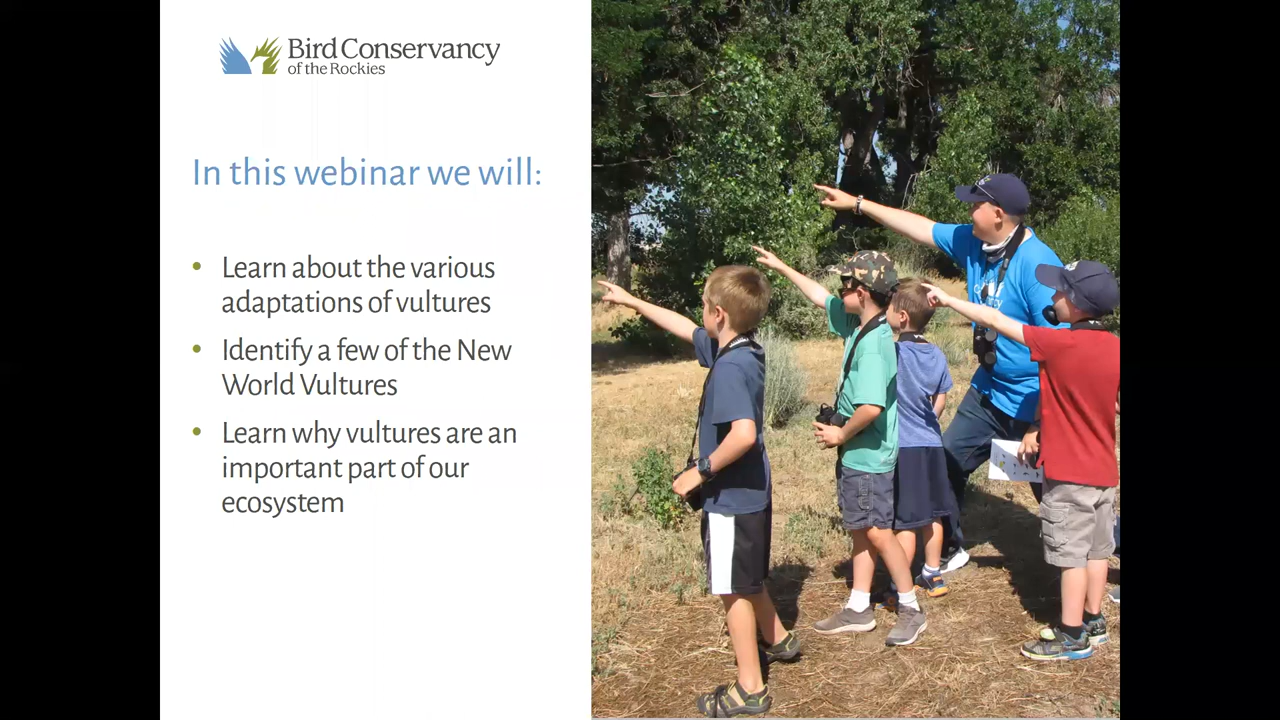 Bird Conservancy
of the Rockies
In this webinar we will:
• Learn about the various
adaptations of vultures
• Identify a few of the New
World Vultures
• Learn why vultures are an
important part of our
ecosystem